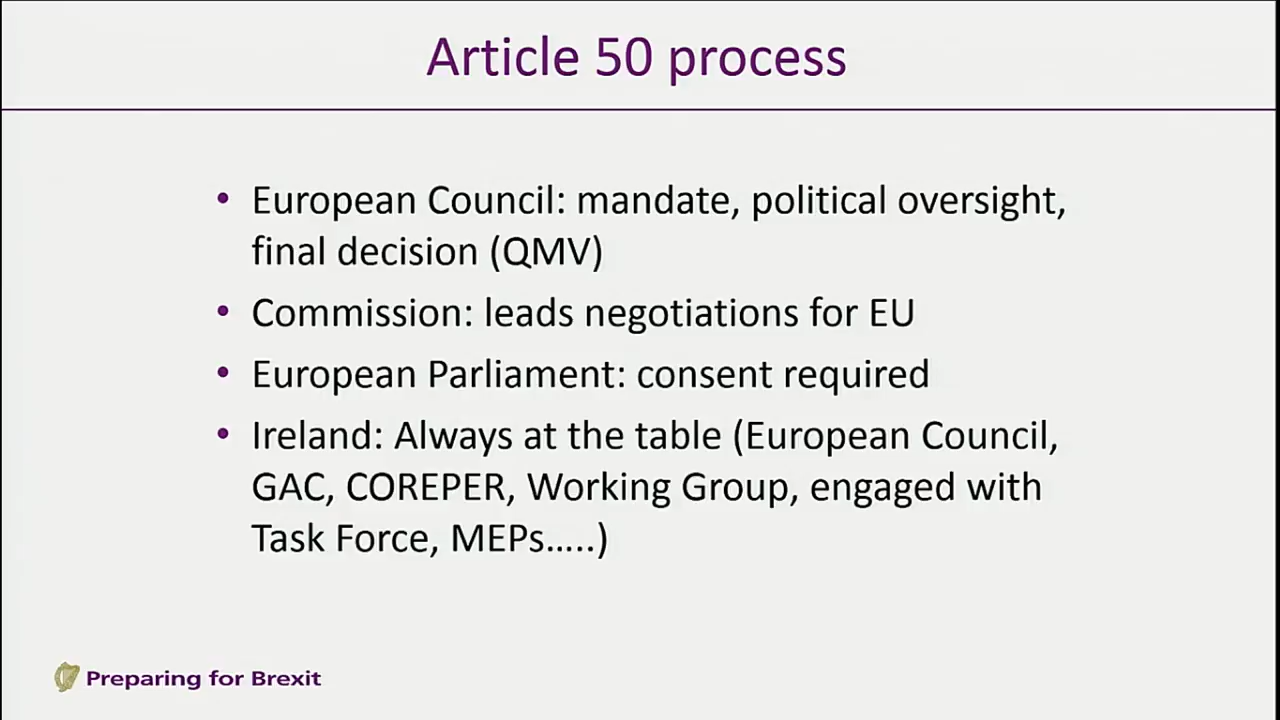 Article 50 process
• European Council: mandate, political oversight,
final decision (QMV)
• Commission: leads negotiations for EU
• European Parliament: consent required
• Ireland: Always at the table (European Council,
GAC, COREPER, Working Group, engaged with
Task Force, MEPs…..)
Preparing for Brexit